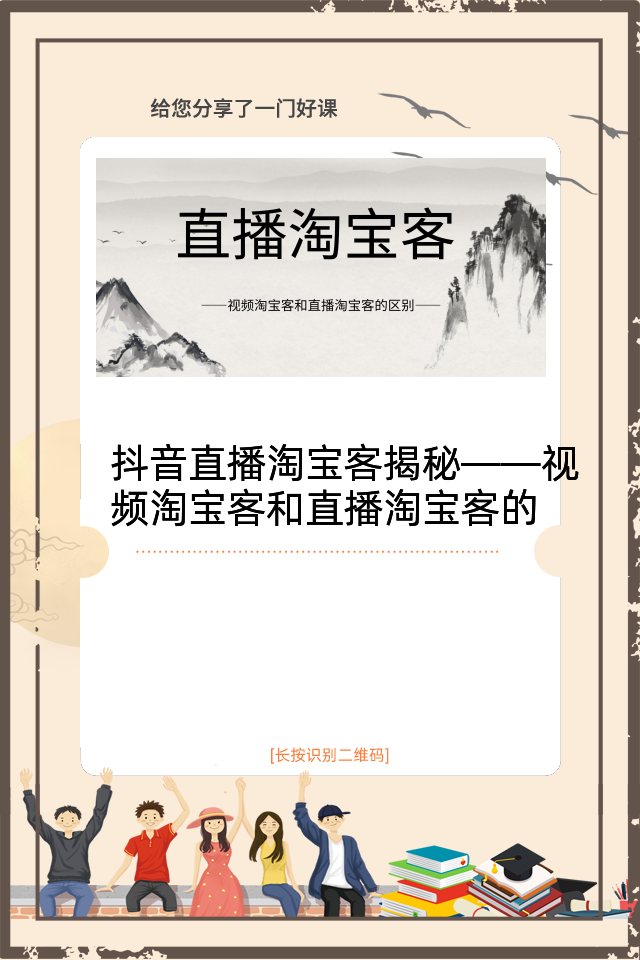 给您分享了一门好课
直播淘宝客
——视频淘宝客和直播淘宝客的区别——
抖音直播淘宝客揭秘——视
频淘宝客和直播淘宝客的
[长按识别二维码]